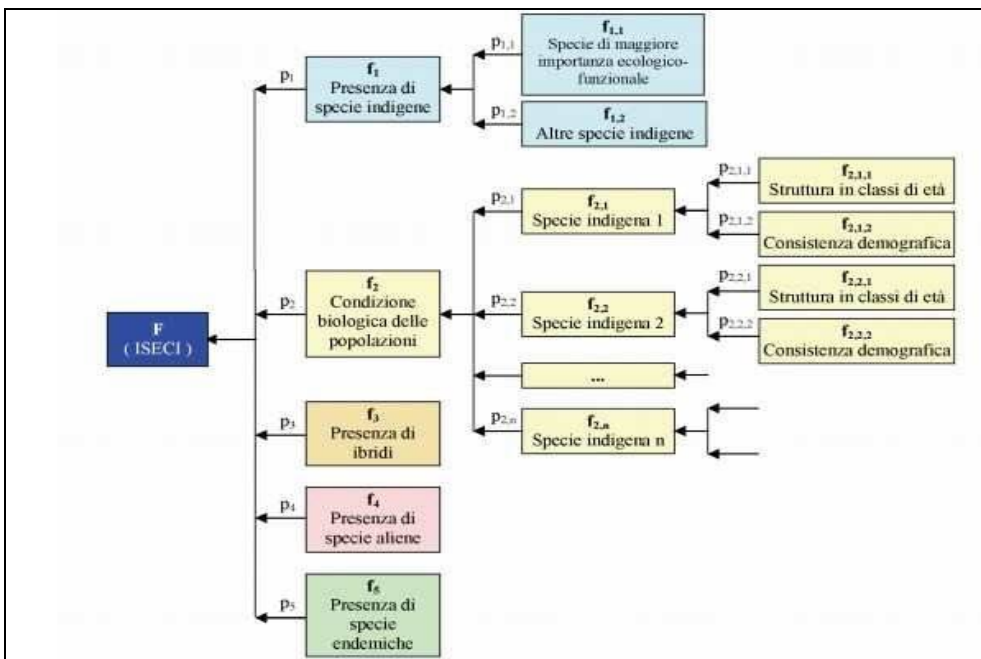 f1,1
Specie di maggiore
importanza ecologico-
funzionale
p1,1
p1
f1
Presenza di
specie indigene
p1,2
f1,2
Altre specie indigene
p2,1
f2,1
Specie indigena 1
p2,1,1
f2,1,1
Struttura in classi di età
p2,1,2
f2,1,2
Consistenza demografica
p2
f2
Condizione
biologica delle
popolazioni
p2,2
f2,2
Specie indigena 2
p2,2,1
f2,2,1
Struttura in classi di età
p2,2,2
f2,2,2
Consistenza demografica
F
( ISECI )
...
p2,n
f2,n
Specie indigena n
p3
f3
Presenza di
ibridi
p4
f4
Presenza di
specie aliene
p5
f5
Presenza di
specie
endemiche